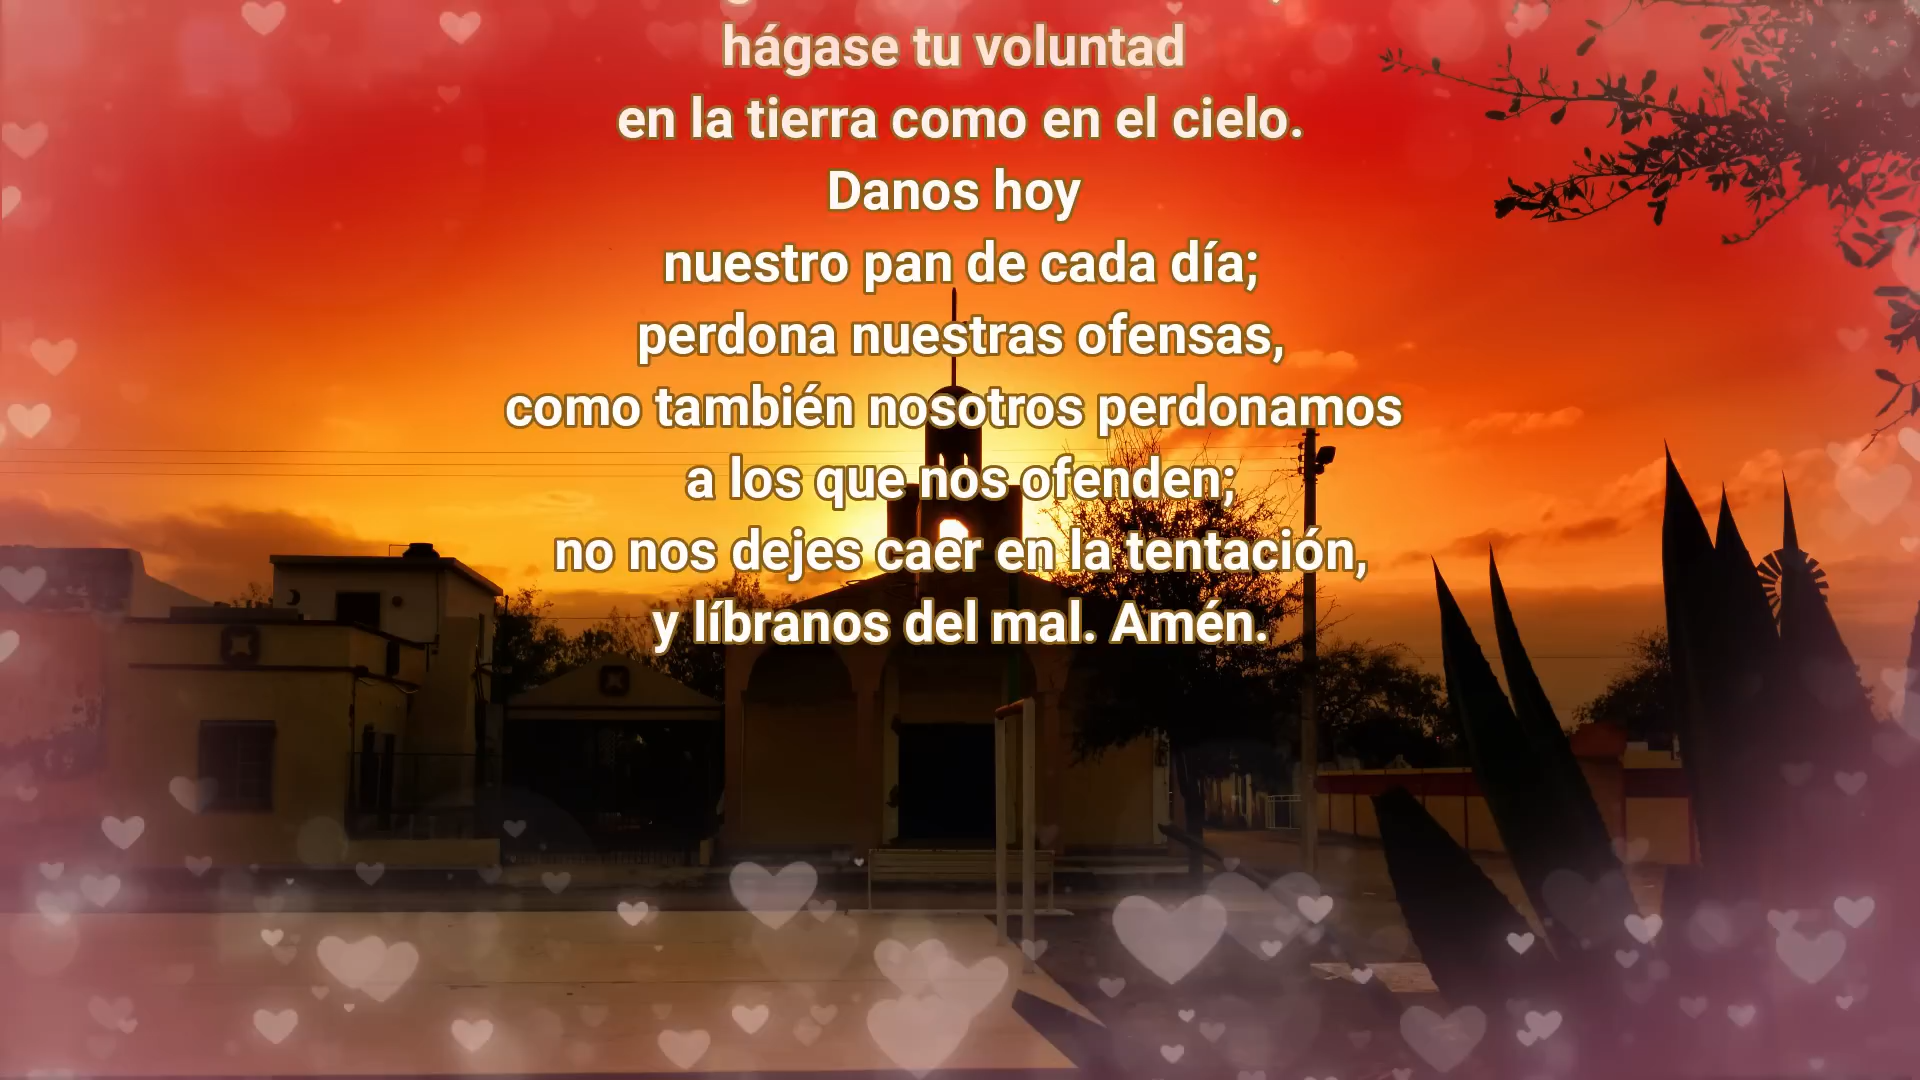 hágase tu voluntad
en la tierra como en el cielo.
Danos hoy
nuestro pan de cada día;
perdona nuestras ofensas,
como también nosotros perdonamos
a los que nos ofenden;
no nos dejes caer en la tentación,
y líbranos del mal. Amén.